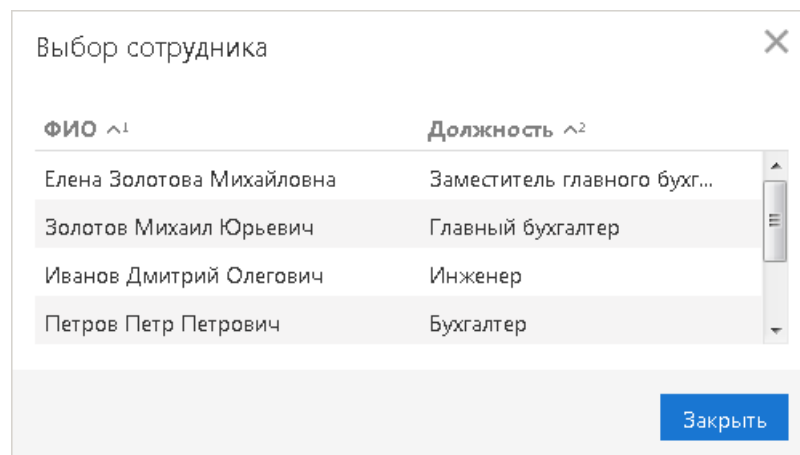 Выбор сотрудника
ФИО ^1 Должность ^2
Елена Золотова Михайловна Заместитель главного бухг...
Золотов Михаил Юрьевич Главный бухгалтер
Иванов Дмитрий Олегович Инженер
Петров Петр Петрович Бухгалтер
Закрыть